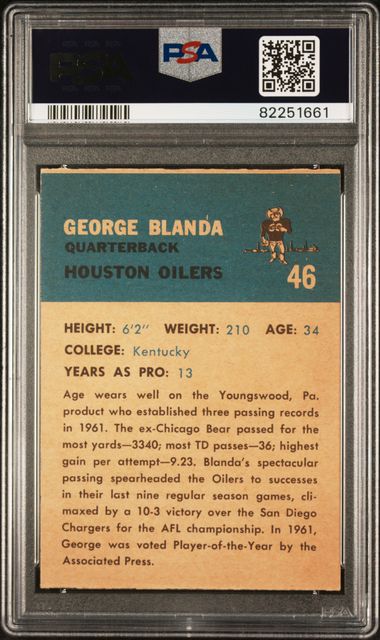 PSA
PSA
82251661
GEORGE BLANDA
QUARTERBACK
HOUSTON OILERS
46
HEIGHT: 6'2" WEIGHT: 210 AGE: 34
COLLEGE: Kentucky
YEARS AS PRO: 13
Age wears well on the Youngswood, Pa.
product who established three passing records
in 1961. The ex-Chicago Bear passed for the
most yards—3340; most TD passes—36; highest
gain per attempt—9.23. Blanda's spectacular
passing spearheaded the Oilers to successes
in their last nine regular season games, cli-
maxed by a 10-3 victory over the San Diego
Chargers for the AFL championship. In 1961,
George was voted Player-of-the-Year by the
Associated Press.
PSA